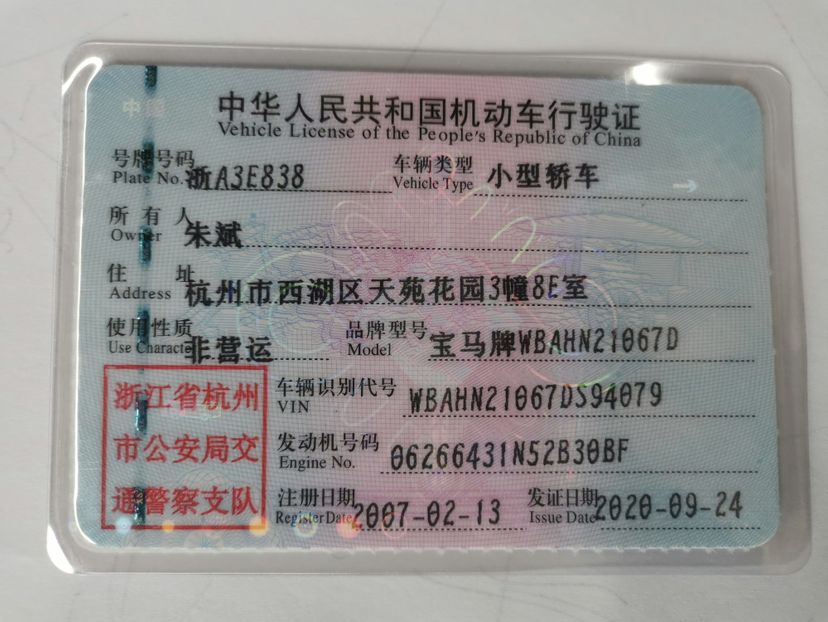 中华人民共和国机动车行驶证
Vehicle License of the People's Republic of China
号牌号码 浙A3E838 车辆类型 小型轿车
Plate No. Vehicle Type
所有人 朱斌
Owner
住址 杭州市西湖区天苑花园3幢8E室
Address
使用性质 非营运 品牌型号 宝马牌WBAHN21067D
Use Characte Model
浙江省杭州
市公安局交
通警察支队
车辆识别代号 WBAHN21067DS94079
VIN
发动机号码 06266431N52B30BF
Engine No.
注册日期 2007-02-13 发证日期 2020-09-24
Register Date Issue Date